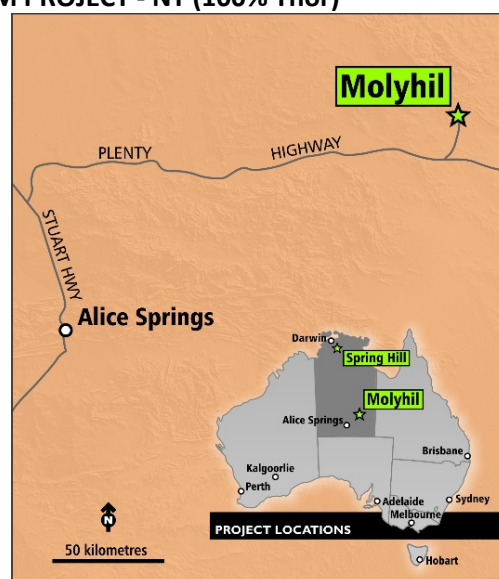 M PROJECT - NT (100% Thor)
Molyhil
PLENTY HIGHWAY
STUART HWY
Alice Springs
Darwin
Spring Hill
Molyhil
Alice Springs
Brisbane
Kalgoorlie
Perth
Adelaide
Sydney
Melbourne
PROJECT LOCATIONS
Hobart
N
50 kilometres